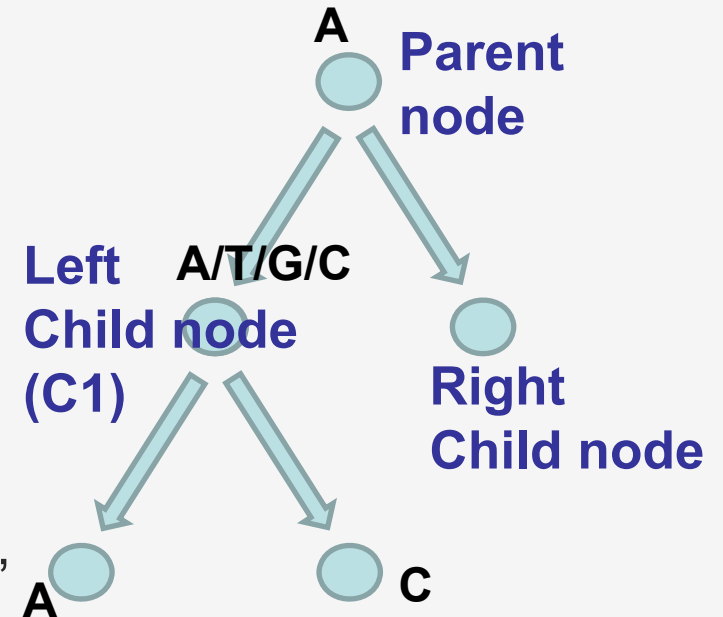 A
Parent
node
Left
A/T/G/C
Child node
(C1)
Right
Child node
,
A
C